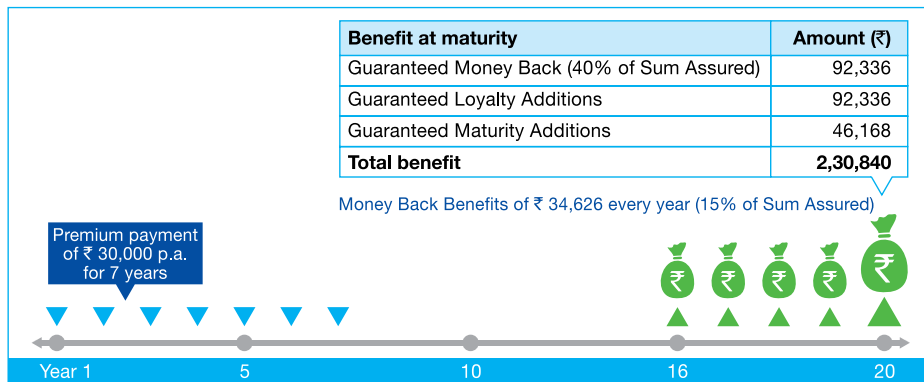 Benefit at maturity Amount (₹)
Guaranteed Money Back (40% of Sum Assured) 92,336
Guaranteed Loyalty Additions 92,336
Guaranteed Maturity Additions 46,168
Total benefit 2,30,840
Money Back Benefits of ₹ 34,626 every year (15% of Sum Assured)
Premium payment
of ₹ 30,000 p.a.
for 7 years
₹ ₹ ₹ ₹ ₹
Year 1 5 10 16 20